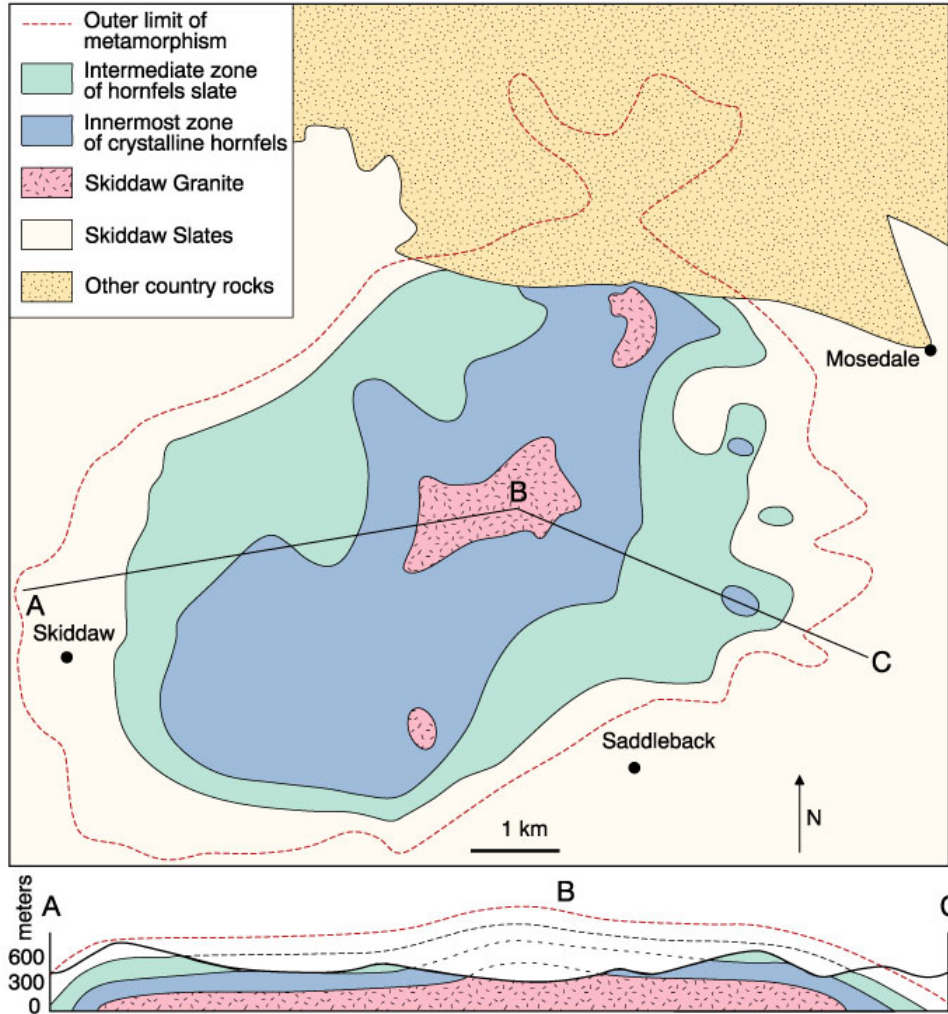 Outer limit of
metamorphism
Intermediate zone
of hornfels slate
Innermost zone
of crystalline hornfels
Skiddaw Granite
Skiddaw Slates
Other country rocks
Mosedale
B
A
Skiddaw
C
Saddleback
1 km
N
meters
A
B
C
600
300
0